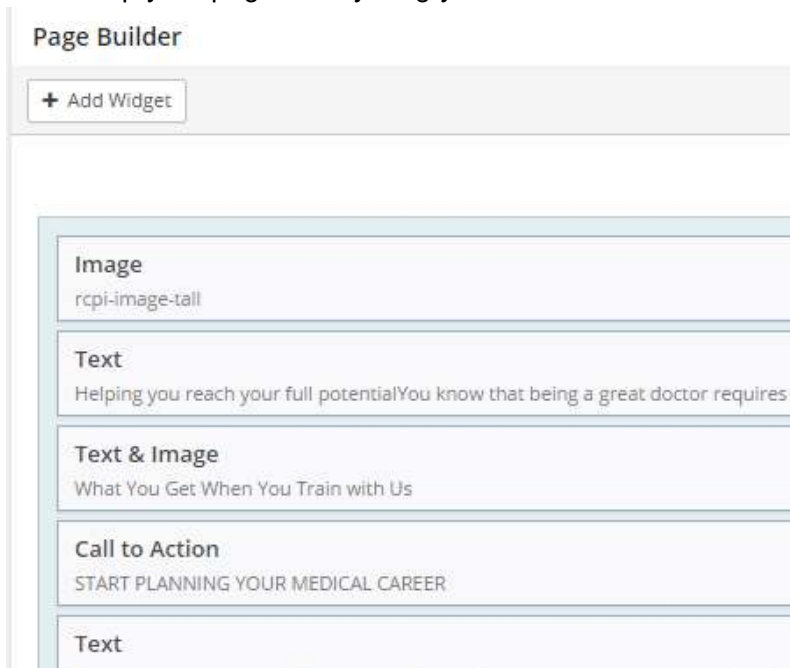 Page Builder
+ Add Widget
Image
rcpi-image-tall
Text
Helping you reach your full potentialYou know that being a great doctor requires
Text & Image
What You Get When You Train with Us
Call to Action
START PLANNING YOUR MEDICAL CAREER
Text